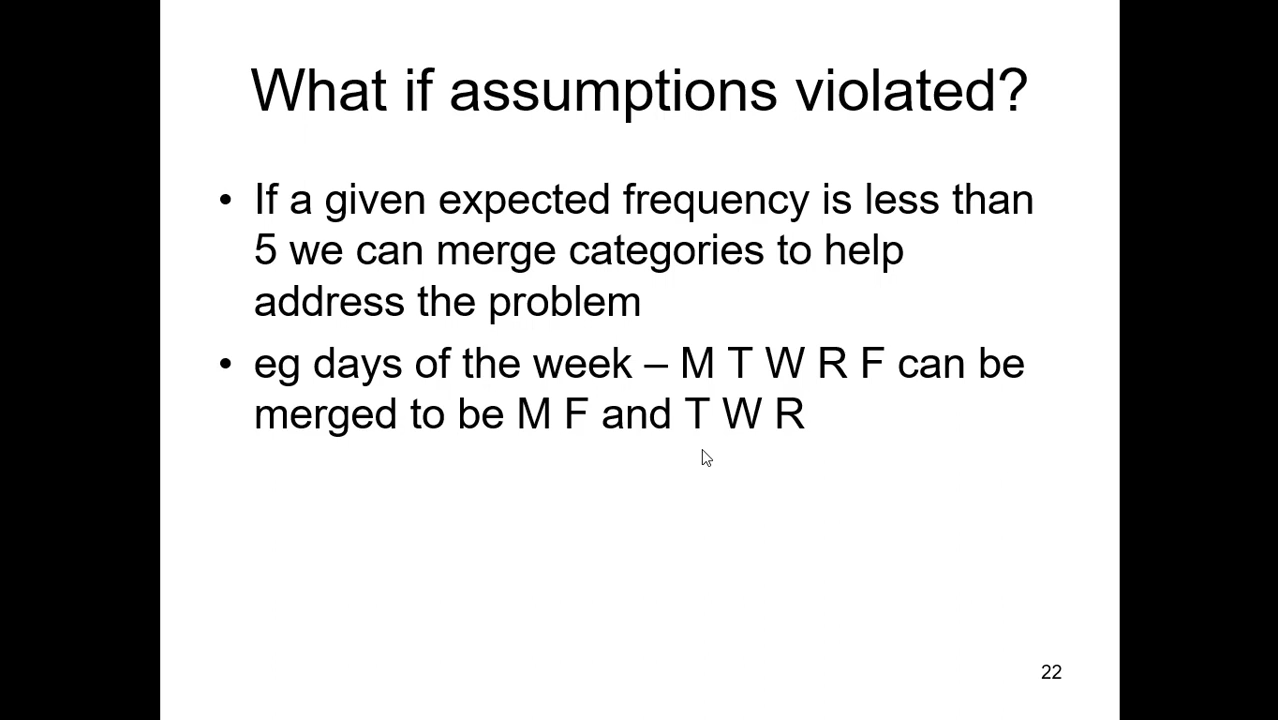 What if assumptions violated?
• If a given expected frequency is less than
5 we can merge categories to help
address the problem
• eg days of the week – M T W R F can be
merged to be M F and T W R
22